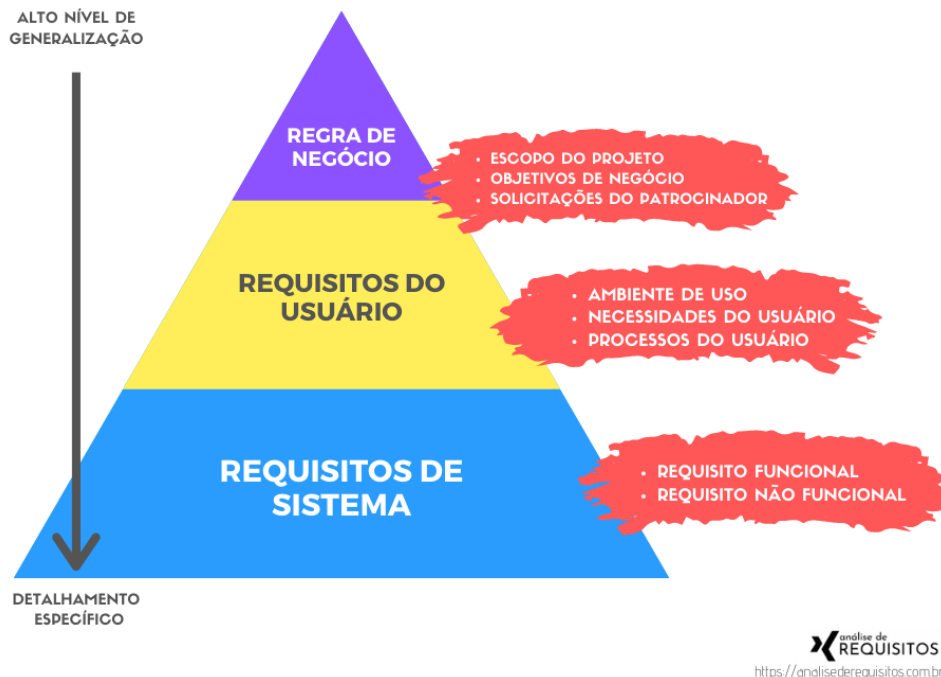 ALTO NÍVEL DE
GENERALIZAÇÃO
REGRA DE
NEGÓCIO
• ESCOPO DO PROJETO
• OBJETIVOS DE NEGÓCIO
• SOLICITAÇÕES DO PATROCINADOR
REQUISITOS DO
USUÁRIO
• AMBIENTE DE USO
• NECESSIDADES DO USUÁRIO
• PROCESSOS DO USUÁRIO
REQUISITOS DE
SISTEMA
• REQUISITO FUNCIONAL
• REQUISITO NÃO FUNCIONAL
DETALHAMENTO
ESPECÍFICO
análise de
REQUISITOS
https://analisederequisitos.com.br